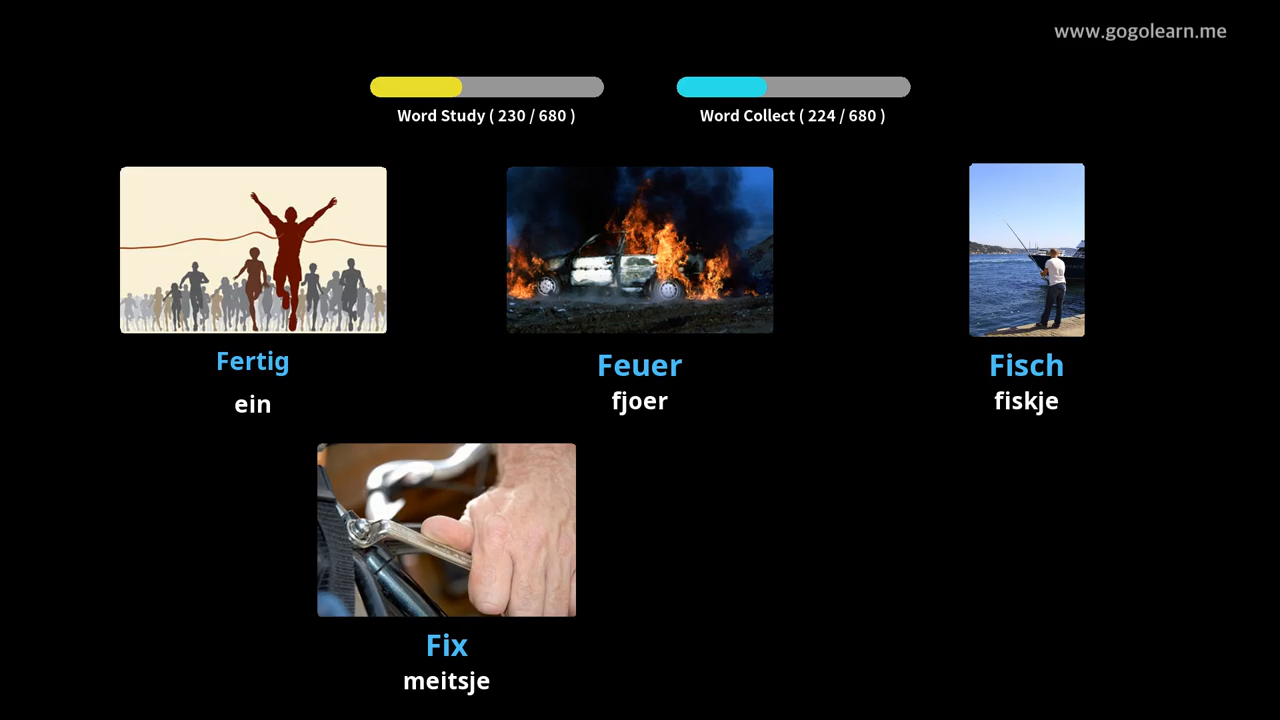 www.gogolearn.me
Word Study ( 230 / 680 )
Word Collect ( 224 / 680 )
Fertig
ein
Feuer
fjoer
Fisch
fiskje
Fix
meitsje